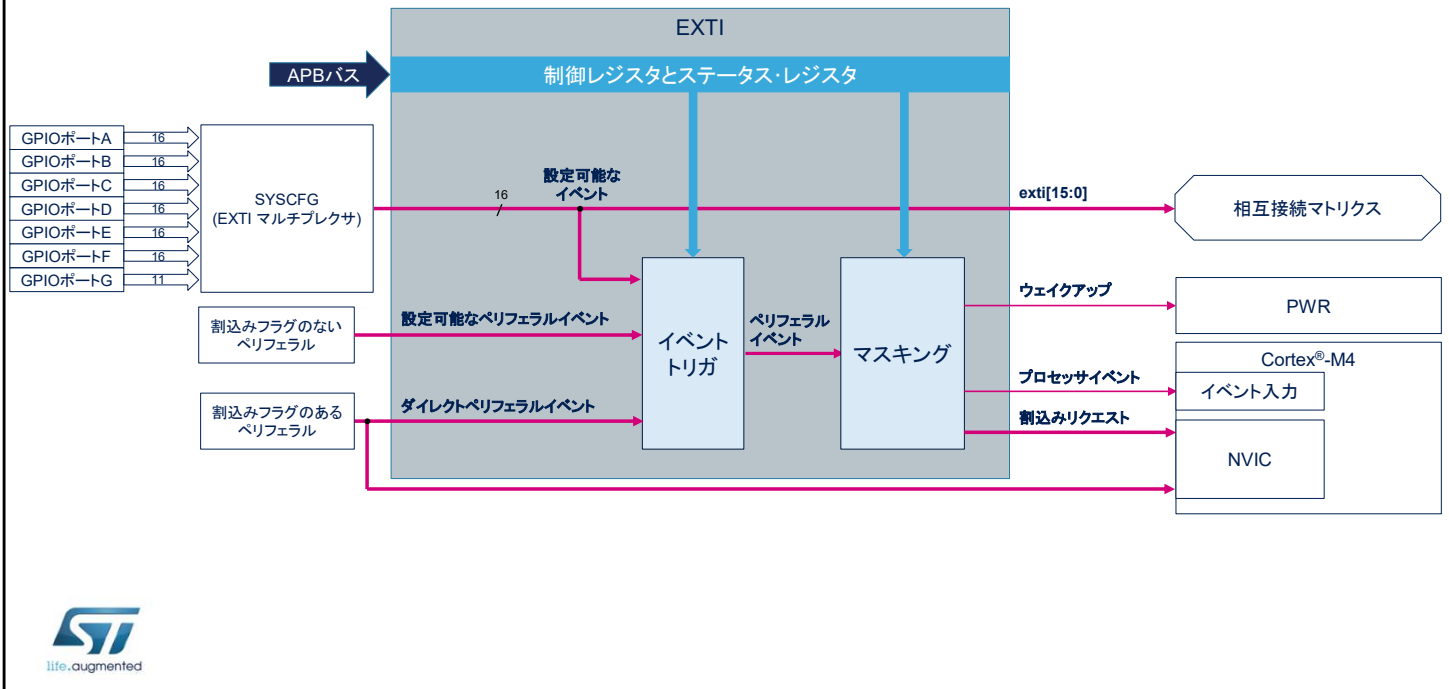 EXTI
APBバス
制御レジスタとステータス・レジスタ
GPIOポートA
16
GPIOポートB
16
GPIOポートC
16
GPIOポートD
16
GPIOポートE
16
GPIOポートF
16
GPIOポートG
11
SYSCFG
(EXTI マルチプレクサ)
16
設定可能な
イベント
exti[15:0]
相互接続マトリクス
割込みフラグのない
ペリフェラル
設定可能なペリフェラルイベント
割込みフラグのある
ペリフェラル
ダイレクトペリフェラルイベント
イベント
トリガ
ペリフェラル
イベント
マスキング
ウェイクアップ
PWR
Cortex®-M4
プロセッサイベント
イベント入力
割込みリクエスト
NVIC
ST
life.augmented